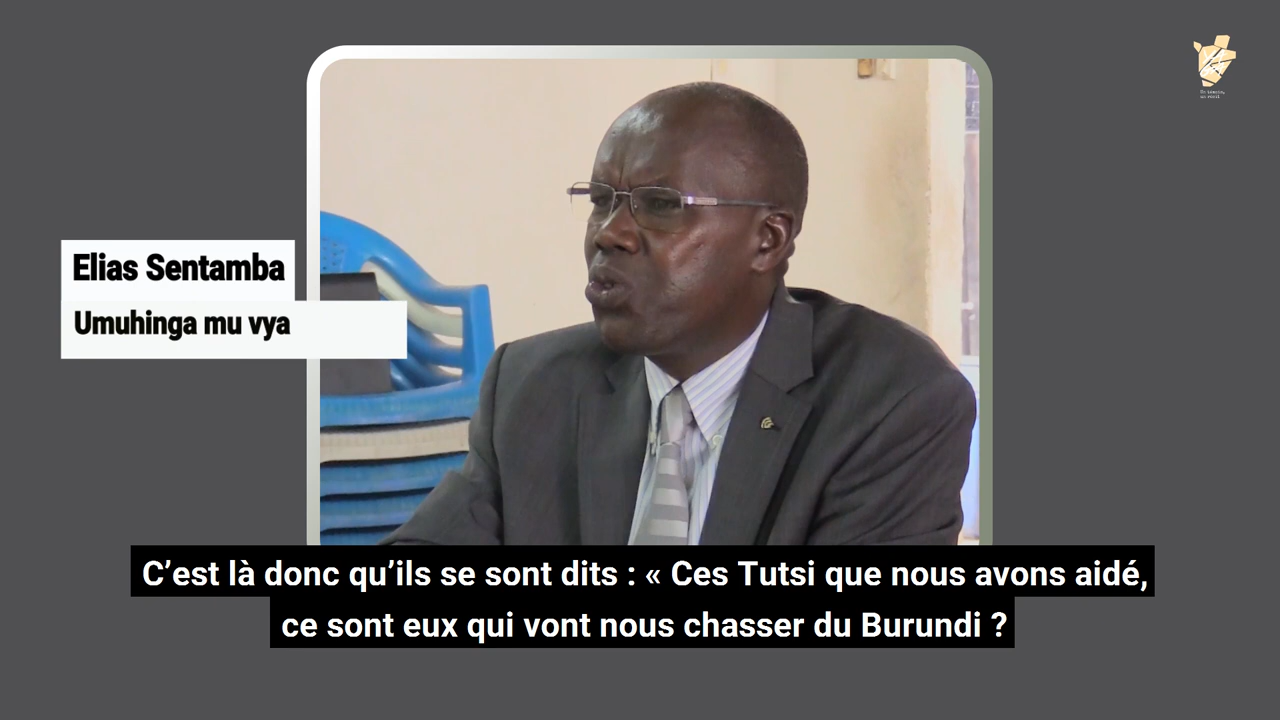 Elias Sentamba
Umuhinga mu vya
C’est là donc qu’ils se sont dits : « Ces Tutsi que nous avons aidé,
ce sont eux qui vont nous chasser du Burundi ?